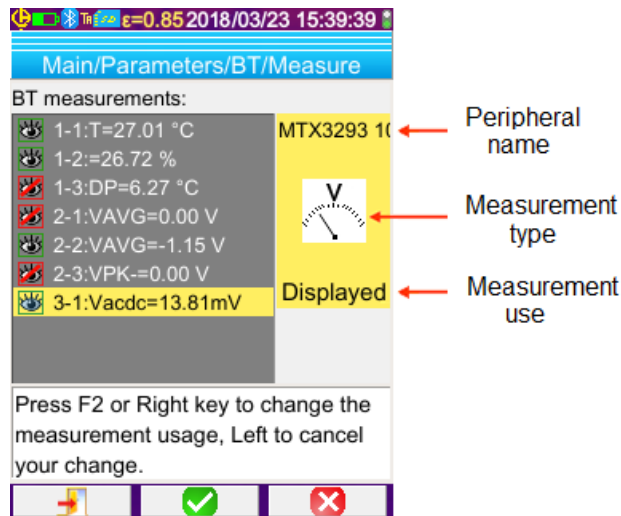 ε=0.85 2018/03/23 15:39:39
Main/Parameters/BT/Measure
BT measurements:
1-1:T=27.01 °C
1-2:=26.72 %
1-3:DP=6.27 °C
2-1:VAVG=0.00 V
2-2:VAVG=-1.15 V
2-3:VPK-=0.00 V
3-1:Vacdc=13.81mV
MTX3293 10
V
Displayed
Peripheral
name
Measurement
type
Measurement
use
Press F2 or Right key to change the
measurement usage, Left to cancel
your change.